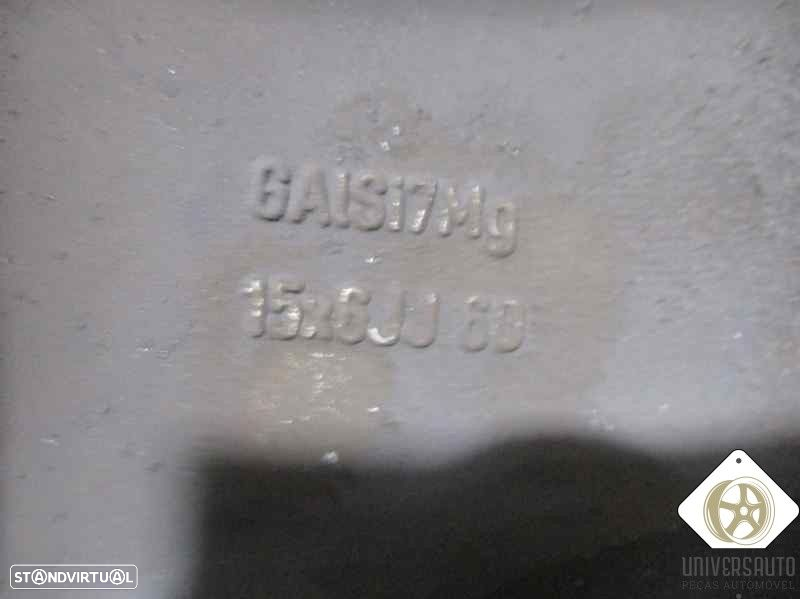 GAlSi7Mg
15x6JJ 60
STANDVIRTUAL
UNIVERSAUTO
PEÇAS AUTOMÓVEL